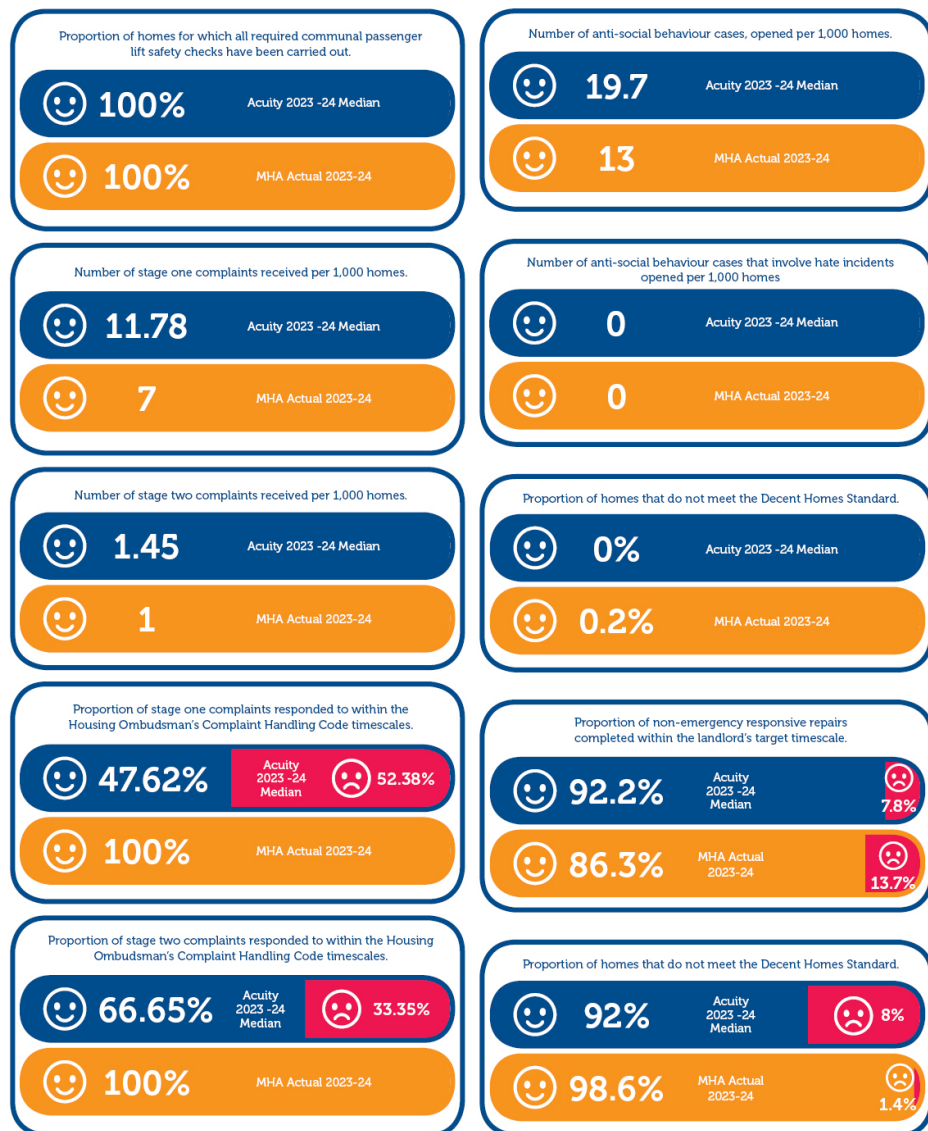 Proportion of homes for which all required communal passenger
lift safety checks have been carried out.
100%
Acuity 2023 -24 Median
100%
MHA Actual 2023-24
Number of stage one complaints received per 1,000 homes.
11.78
Acuity 2023 -24 Median
7
MHA Actual 2023-24
Number of stage two complaints received per 1,000 homes.
1.45
Acuity 2023 -24 Median
1
MHA Actual 2023-24
Proportion of stage one complaints responded to within the
Housing Ombudsman's Complaint Handling Code timescales.
47.62%
Acuity
2023 -24
Median
52.38%
100%
MHA Actual 2023-24
Proportion of stage two complaints responded to within the Housing
Ombudsman's Complaint Handling Code timescales.
66.65%
Acuity
2023 -24
Median
33.35%
100%
MHA Actual 2023-24
Number of anti-social behaviour cases, opened per 1,000 homes.
19.7
Acuity 2023 -24 Median
13
MHA Actual 2023-24
Number of anti-social behaviour cases that involve hate incidents
opened per 1,000 homes
0
Acuity 2023 -24 Median
0
MHA Actual 2023-24
Proportion of homes that do not meet the Decent Homes Standard.
0%
Acuity 2023 -24 Median
0.2%
MHA Actual 2023-24
Proportion of non-emergency responsive repairs
completed within the landlord's target timescale.
92.2%
Acuity
2023 -24
Median
7.8%
86.3%
MHA Actual
2023-24
13.7%
Proportion of homes that do not meet the Decent Homes Standard.
92%
Acuity
2023 -24
Median
8%
98.6%
MHA Actual
2023-24
1.4%